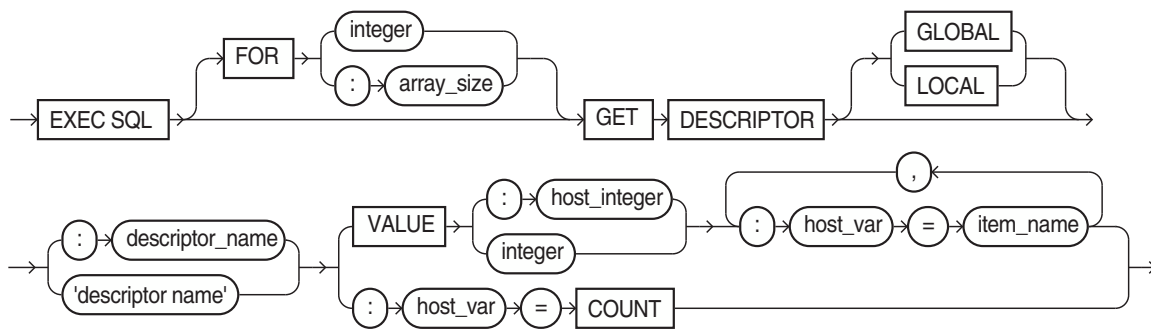 integer
FOR
: array_size
GLOBAL
LOCAL
EXEC SQL GET DESCRIPTOR
,
: host_integer
VALUE : host_var = item_name
integer
: descriptor_name
'descriptor name'
: host_var = COUNT